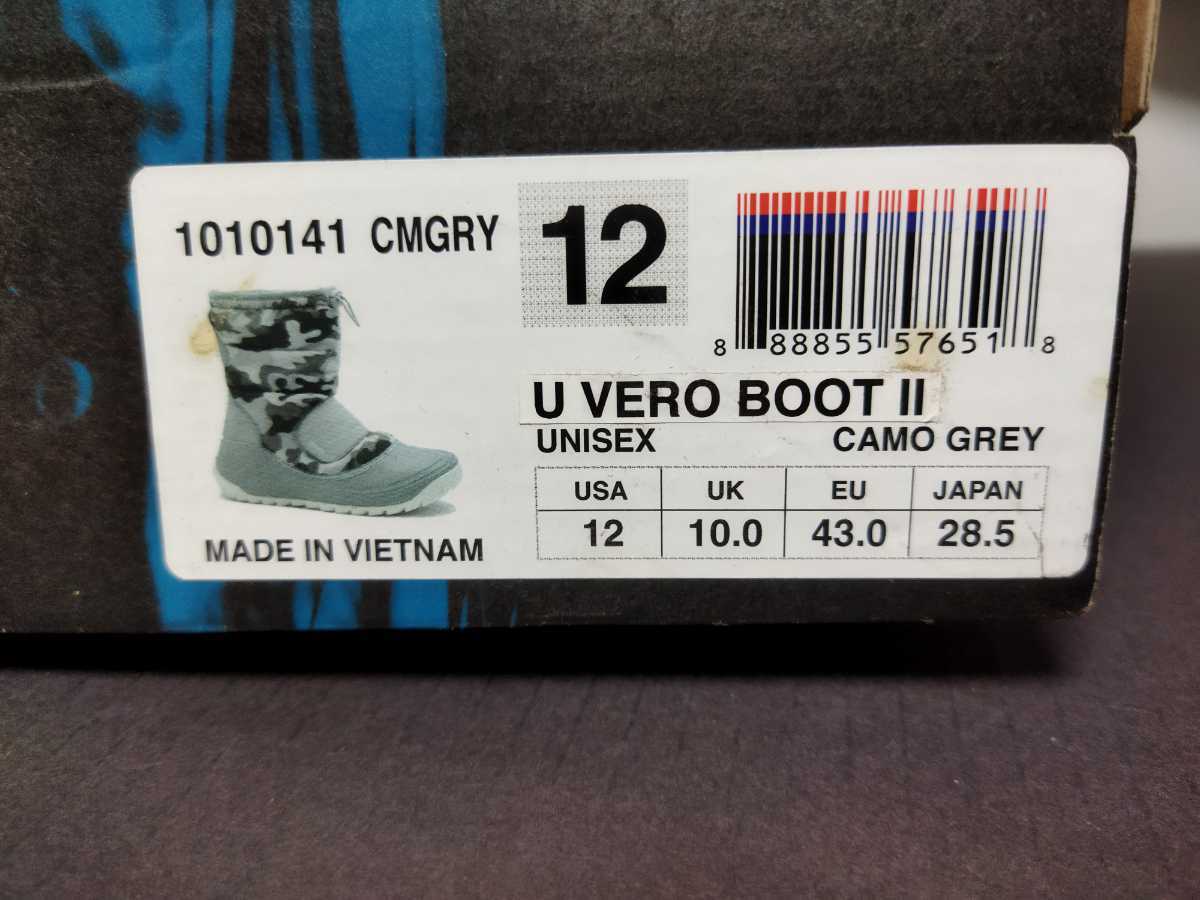 1010141 CMGRY
12
8 88855 57651 8
U VERO BOOT II
UNISEX CAMO GREY
USA UK EU JAPAN
12 10.0 43.0 28.5
MADE IN VIETNAM